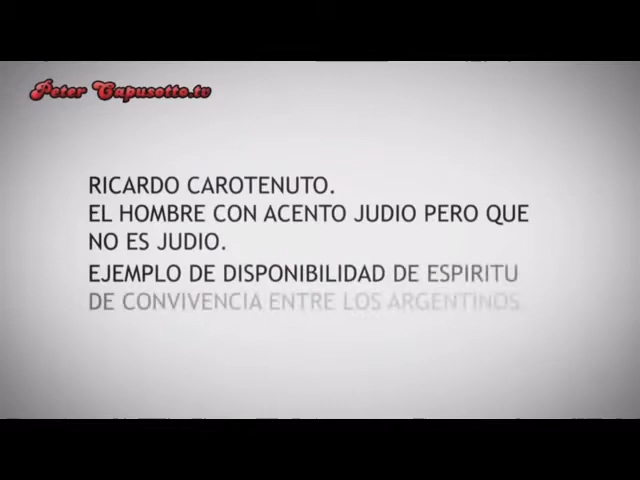 Peter Capusotto.tv
RICARDO CAROTENUTO.
EL HOMBRE CON ACENTO JUDIO PERO QUE
NO ES JUDIO.
EJEMPLO DE DISPONIBILIDAD DE ESPIRITU
DE CONVIVENCIA ENTRE LOS ARGENTINOS.